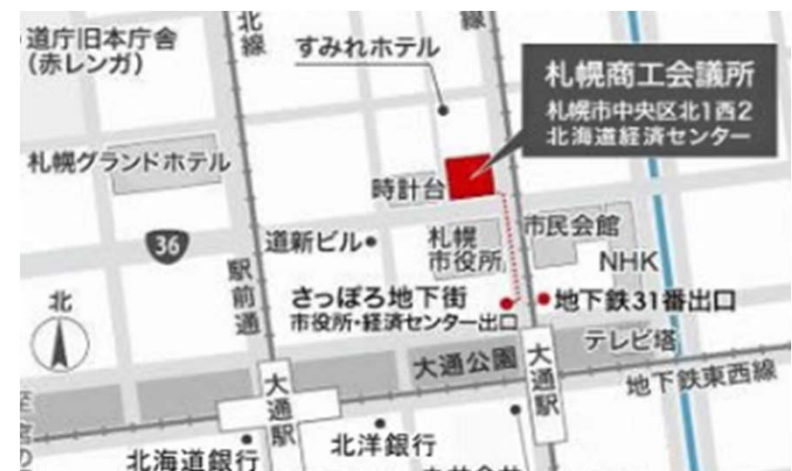 道庁旧本庁舎
(赤レンガ)
北線
線
すみれホテル
札幌商工会議所
札幌市中央区北1西2
北海道経済センター
札幌グランドホテル
時計台
36
道新ビル
札幌
市役所
市民会館
NHK
駅前通
北
さっぽろ地下街
市役所・経済センター出口
地下鉄31番出口
テレビ塔
大通公園
大通駅
地下鉄東西線
大通駅
北海道銀行
北洋銀行